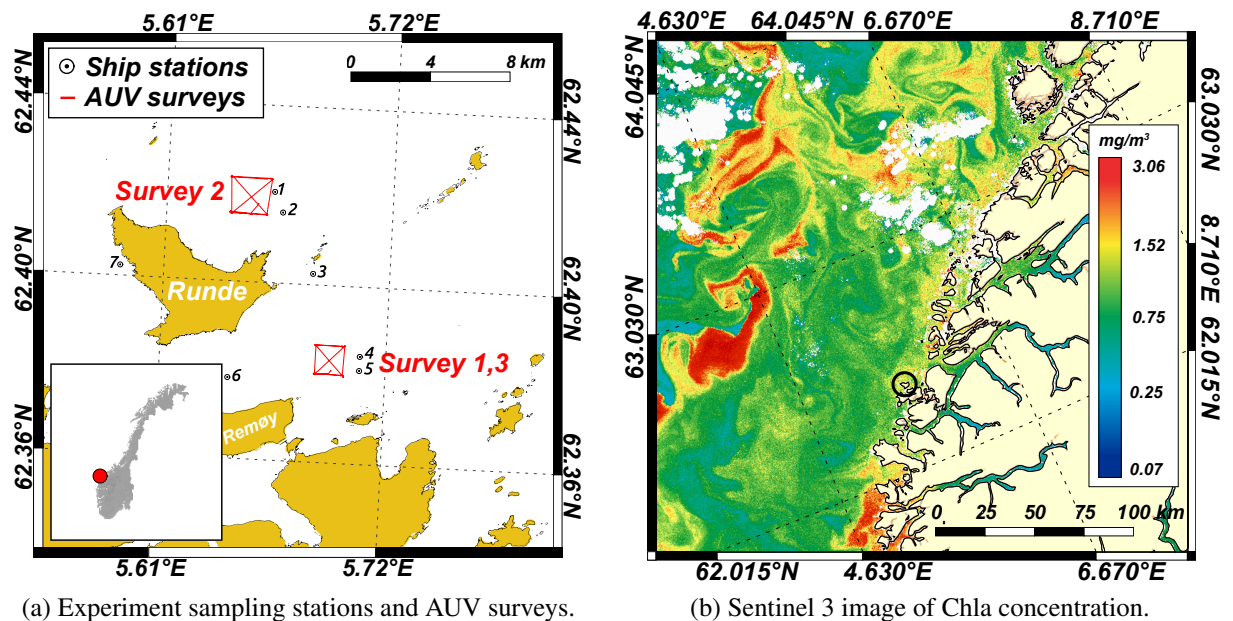 5.61°E 5.72°E
62.44°N
62.40°N
62.36°N
Ship stations
AUV surveys
0 4 8 km
62.44°N
62.40°N
62.36°N
Survey 2
1
2
3
7
Runde
4
5
Survey 1,3
6
Remøy
5.61°E 5.72°E
(a) Experiment sampling stations and AUV surveys.
4.630°E 64.045°N 6.670°E 8.710°E
64.045°N
63.030°N
63.030°N
8.710°E
62.015°N
mg/m³
3.06
1.52
0.75
0.25
0.07
0 25 50 75 100 km
62.015°N 4.630°E 6.670°E
(b) Sentinel 3 image of Chla concentration.